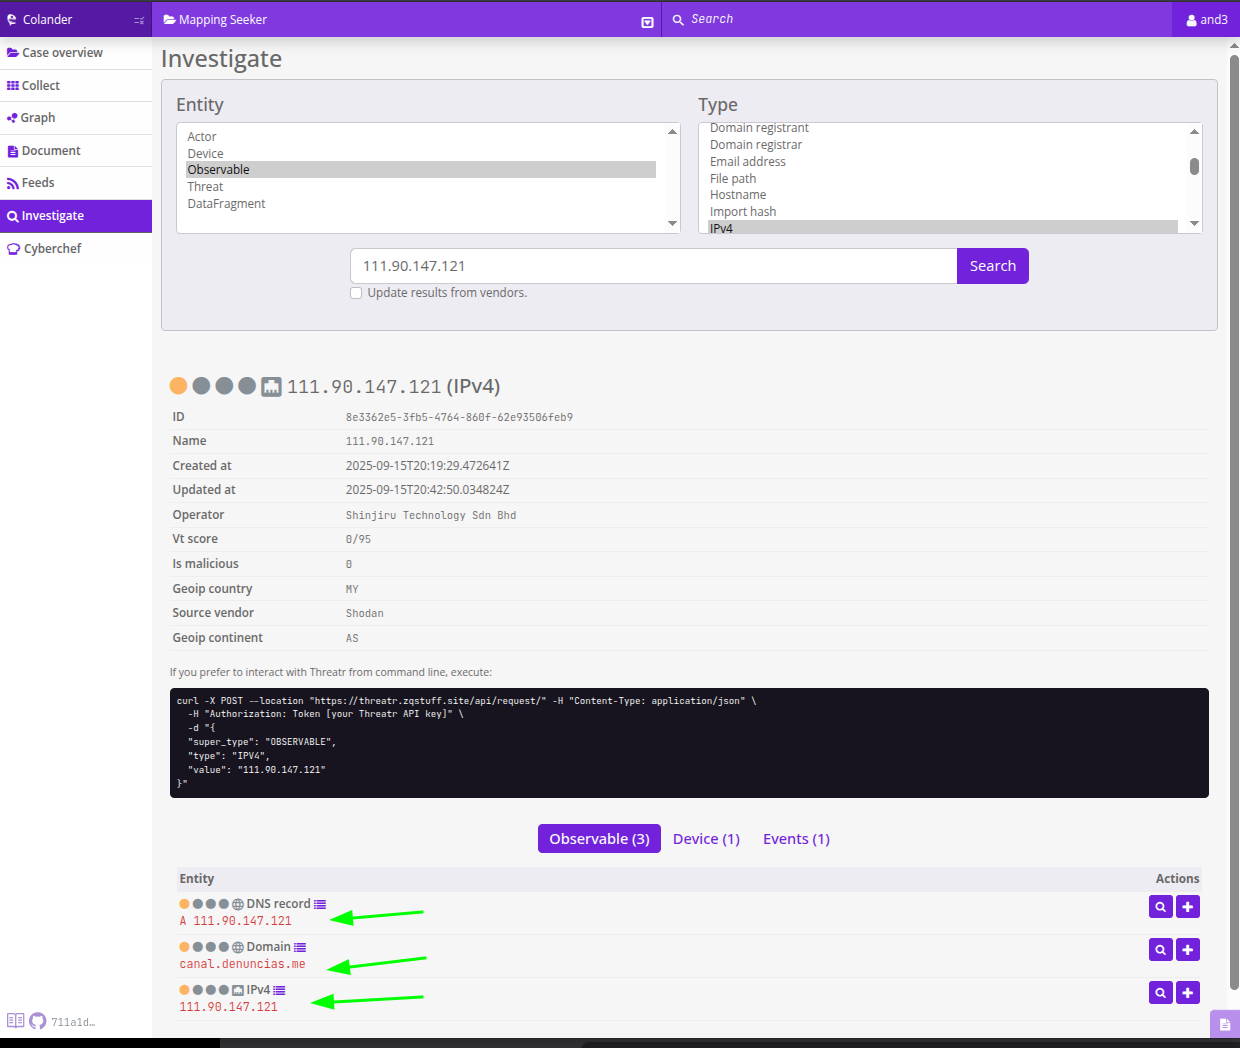 Colander
Mapping Seeker
Search
and3
Case overview
Collect
Graph
Document
Feeds
Investigate
Cyberchef
Investigate
Entity
Actor
Device
Observable
Threat
DataFragment
Type
Domain registrant
Domain registrar
Email address
File path
Hostname
Import hash
IPv4
111.90.147.121
Search
Update results from vendors.
111.90.147.121 (IPv4)
ID 8e3362e5-3fb5-4764-860f-62e93506feb9
Name 111.90.147.121
Created at 2025-09-15T20:19:29.472641Z
Updated at 2025-09-15T20:42:50.034824Z
Operator Shinjiru Technology Sdn Bhd
Vt score 0/95
Is malicious 0
Geoip country MY
Source vendor Shodan
Geoip continent AS
If you prefer to interact with Threatr from command line, execute:
curl -X POST --location "https://threatr.zqstuff.site/api/request/" -H "Content-Type: application/json" \
-H "Authorization: Token [your Threatr API key]" \
-d "{
"super_type": "OBSERVABLE",
"type": "IPV4",
"value": "111.90.147.121"
}"
Observable (3) Device (1) Events (1)
Entity Actions
DNS record
A 111.90.147.121
Domain
canal.denuncias.me
IPv4
111.90.147.121
711a1d...